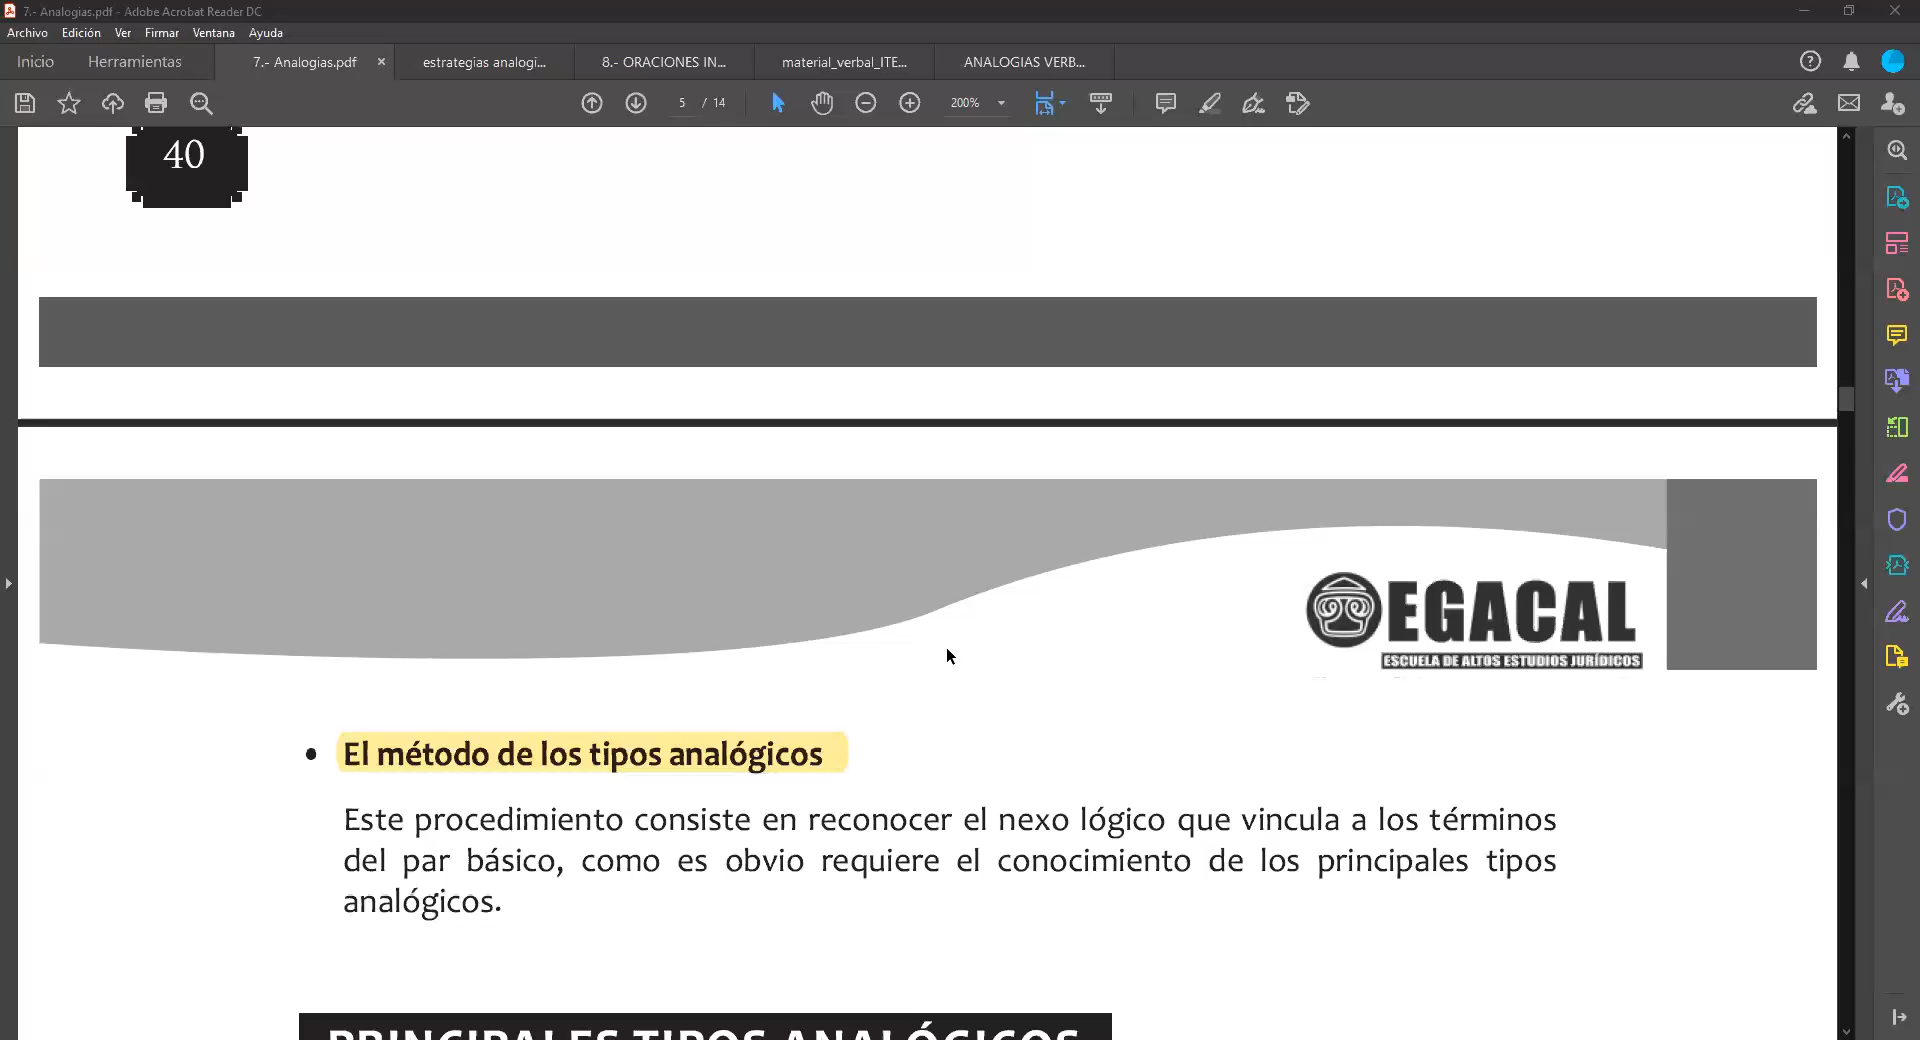 7.- Analogias.pdf - Adobe Acrobat Reader DC
Archivo Edición Ver Firmar Ventana Ayuda
Inicio Herramientas 7.- Analogias.pdf × estrategias analogi... 8.- ORACIONES IN... material_verbal_ITE... ANALOGIAS VERB...
5 / 14 200%
40
EGACAL
ESCUELA DE ALTOS ESTUDIOS JURÍDICOS
• El método de los tipos analógicos
Este procedimiento consiste en reconocer el nexo lógico que vincula a los términos
del par básico, como es obvio requiere el conocimiento de los principales tipos
analógicos.
PRINCIPALES TIPOS ANALÓGICOS